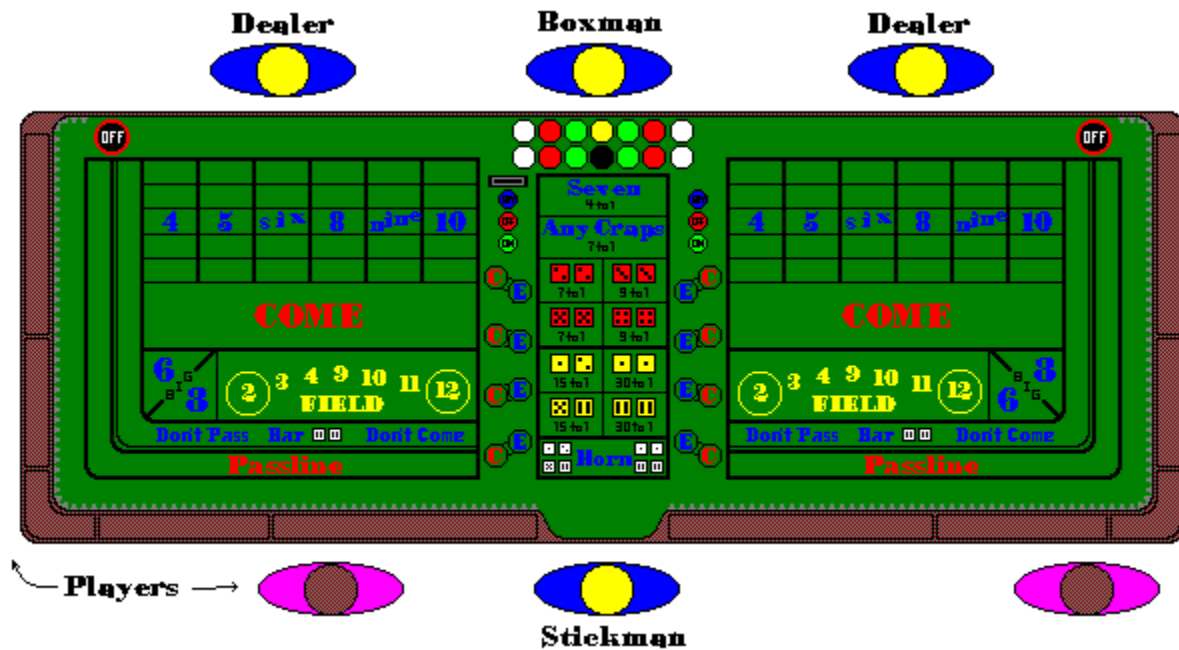 Dealer Boxman Dealer
OFF OFF
Seven
4 to 1
4 5 six 8 nine 10
OFF
OFF
4 5 six 8 nine 10
Any Craps
7 to 1
ON
ON
C E
7 to 1 9 to 1
E C
COME
C E
7 to 1 9 to 1
E C
COME
6 8
BIG
2 3 4 9 10 11 12
FIELD
C E
15 to 1 30 to 1
E C
2 3 4 9 10 11 12
FIELD
6 8
BIG
15 to 1 30 to 1
Don't Pass Bar Don't Come
C E
Horn
E C
Don't Pass Bar Don't Come
Passline
Passline
Players
Stickman